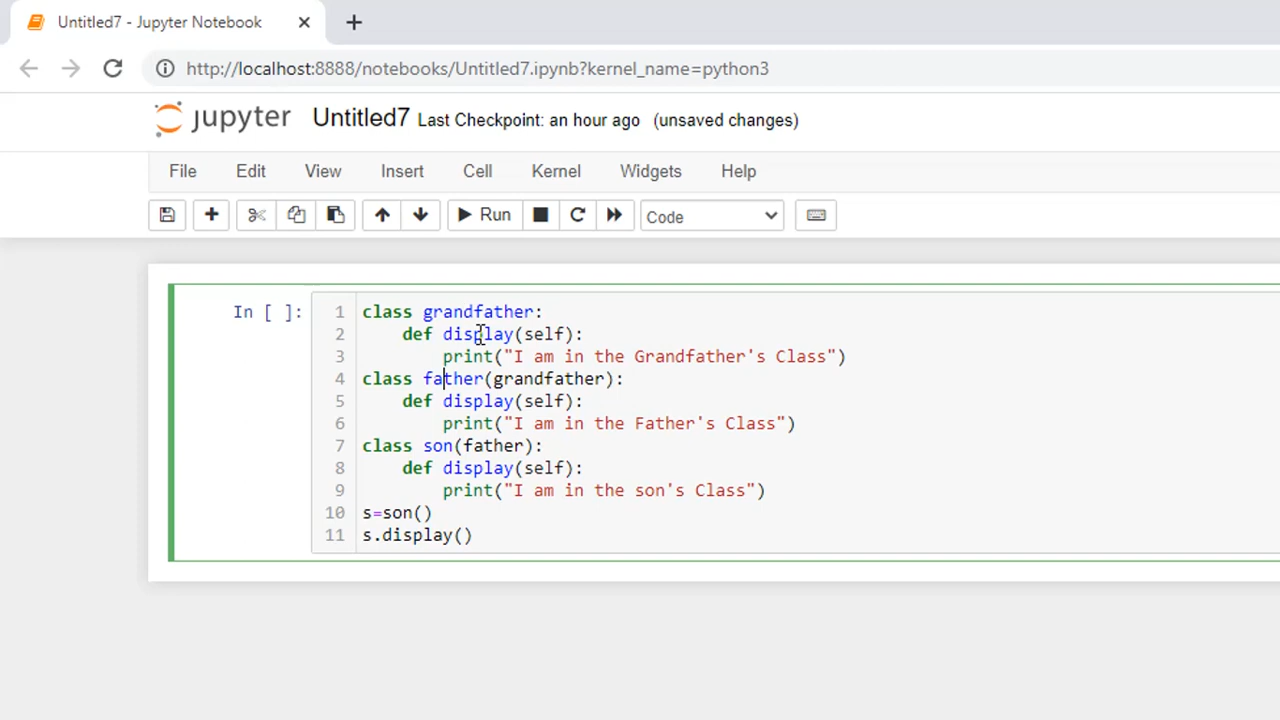 Untitled7 - Jupyter Notebook
http://localhost:8888/notebooks/Untitled7.ipynb?kernel_name=python3
jupyter Untitled7 Last Checkpoint: an hour ago (unsaved changes)
File Edit View Insert Cell Kernel Widgets Help
Run Code
In [ ]:
1 class grandfather:
2     def display(self):
3         print("I am in the Grandfather's Class")
4 class father(grandfather):
5     def display(self):
6         print("I am in the Father's Class")
7 class son(father):
8     def display(self):
9         print("I am in the son's Class")
10 s=son()
11 s.display()